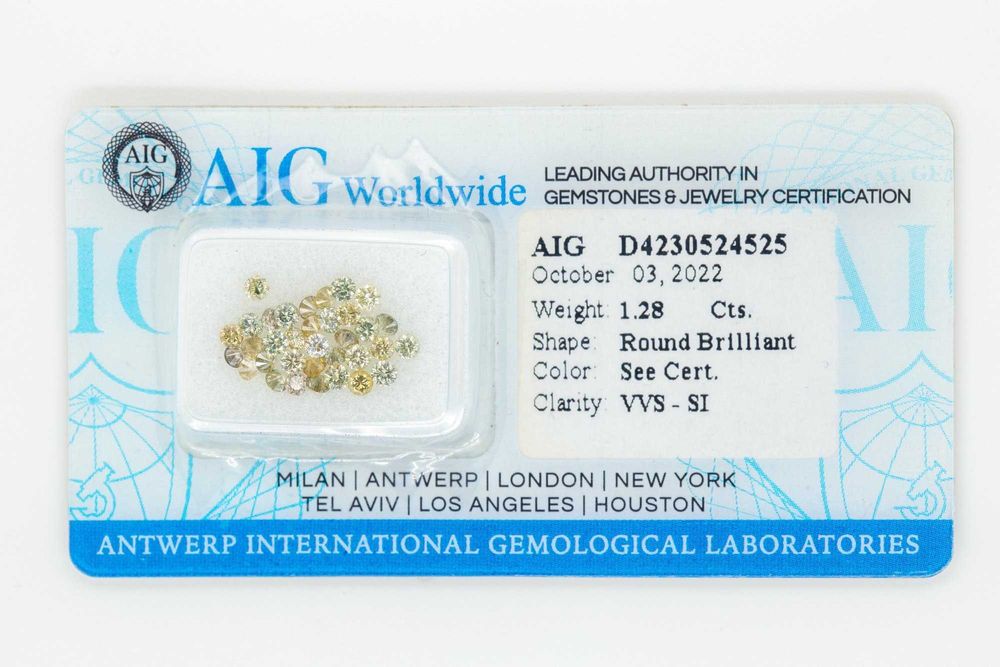 AIG
AIG Worldwide
LEADING AUTHORITY IN
GEMSTONES & JEWELRY CERTIFICATION
AIG D4230524525
October 03, 2022
Weight: 1.28 Cts.
Shape: Round Brilliant
Color: See Cert.
Clarity: VVS - SI
MILAN | ANTWERP | LONDON | NEW YORK
TEL AVIV | LOS ANGELES | HOUSTON
ANTWERP INTERNATIONAL GEMOLOGICAL LABORATORIES